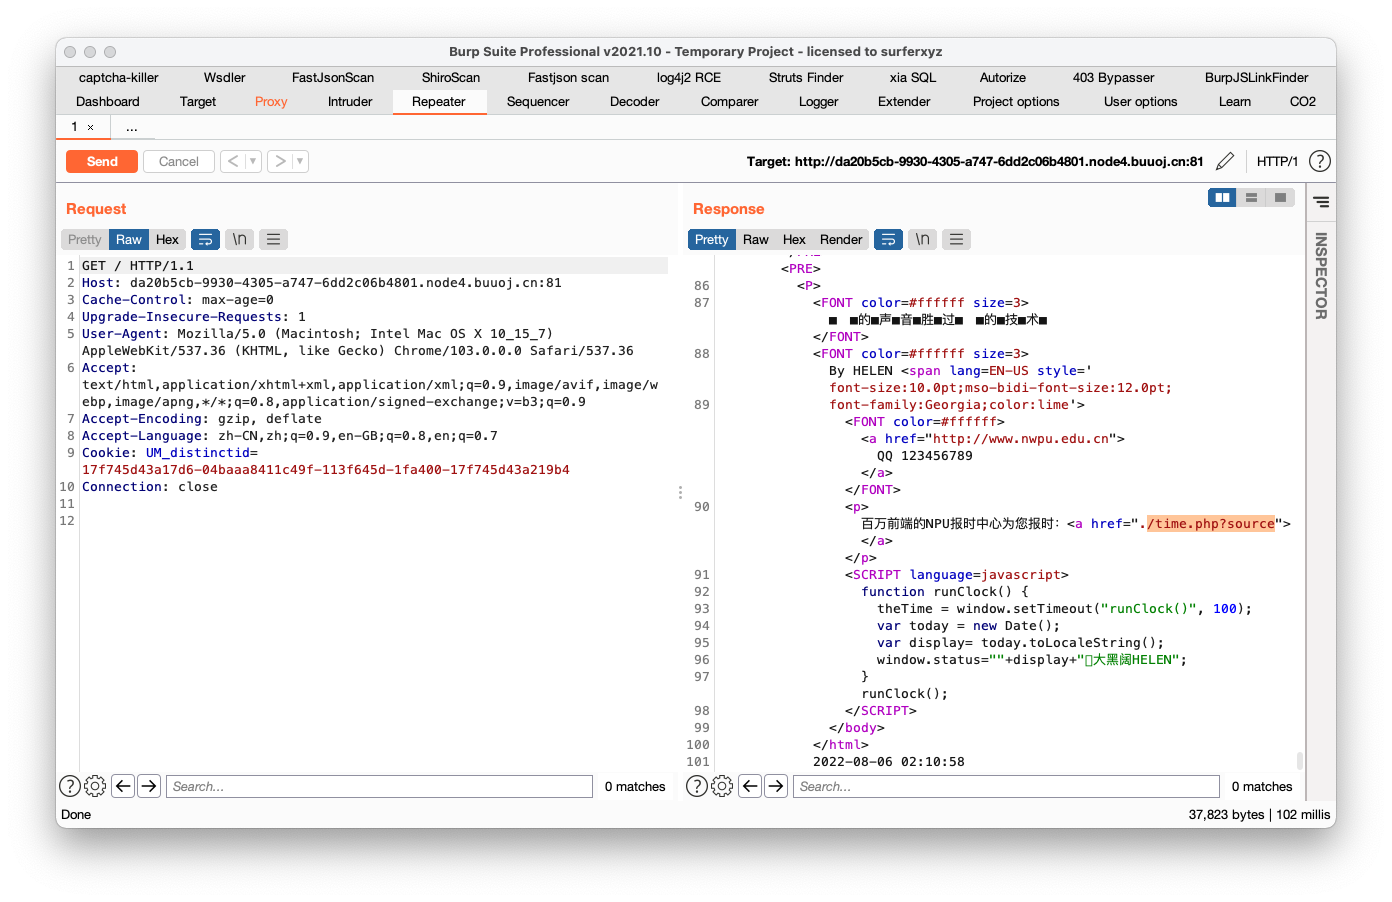 Burp Suite Professional v2021.10 - Temporary Project - licensed to surferxyz
captcha-killer Wsdler FastJsonScan ShiroScan Fastjson scan log4j2 RCE Struts Finder xia SQL Autorize 403 Bypasser BurpJSLinkFinder
Dashboard Target Proxy Intruder Repeater Sequencer Decoder Comparer Logger Extender Project options User options Learn CO2
1 × ...
Send Cancel < > Target: http://da20b5cb-9930-4305-a747-6dd2c06b4801.node4.buuoj.cn:81 HTTP/1 ?
Request
Pretty Raw Hex \n
1 GET / HTTP/1.1
2 Host: da20b5cb-9930-4305-a747-6dd2c06b4801.node4.buuoj.cn:81
3 Cache-Control: max-age=0
4 Upgrade-Insecure-Requests: 1
5 User-Agent: Mozilla/5.0 (Macintosh; Intel Mac OS X 10_15_7)
AppleWebKit/537.36 (KHTML, like Gecko) Chrome/103.0.0.0 Safari/537.36
6 Accept:
text/html,application/xhtml+xml,application/xml;q=0.9,image/avif,image/w
ebp,image/apng,*/*;q=0.8,application/signed-exchange;v=b3;q=0.9
7 Accept-Encoding: gzip, deflate
8 Accept-Language: zh-CN,zh;q=0.9,en-GB;q=0.8,en;q=0.7
9 Cookie: UM_distinctid=
17f745d43a17d6-04baaa8411c49f-113f645d-1fa400-17f745d43a219b4
10 Connection: close
11
12
? Search... 0 matches
Response
Pretty Raw Hex Render \n
<PRE>
86 <P>
87 <FONT color=#ffffff size=3>
■ ■的■声■音■胜■过■ ■的■技■术■
</FONT>
88 <FONT color=#ffffff size=3>
By HELEN <span lang=EN-US style='
font-size:10.0pt;mso-bidi-font-size:12.0pt;
89 font-family:Georgia;color:lime'>
<FONT color=#ffffff>
<a href="http://www.nwpu.edu.cn">
QQ 123456789
</a>
</FONT>
90 <p>
百万前端的NPU报时中心为您报时：<a href="./time.php?source">
</a>
</p>
91 <SCRIPT language=javascript>
92 function runClock() {
93 theTime = window.setTimeout("runClock()", 100);
94 var today = new Date();
95 var display= today.toLocaleString();
96 window.status=""+display+"大黑阔HELEN";
97 }
runClock();
98 </SCRIPT>
99 </body>
100 </html>
101 2022-08-06 02:10:58
? Search... 0 matches
INSPECTOR
Done 37,823 bytes | 102 millis